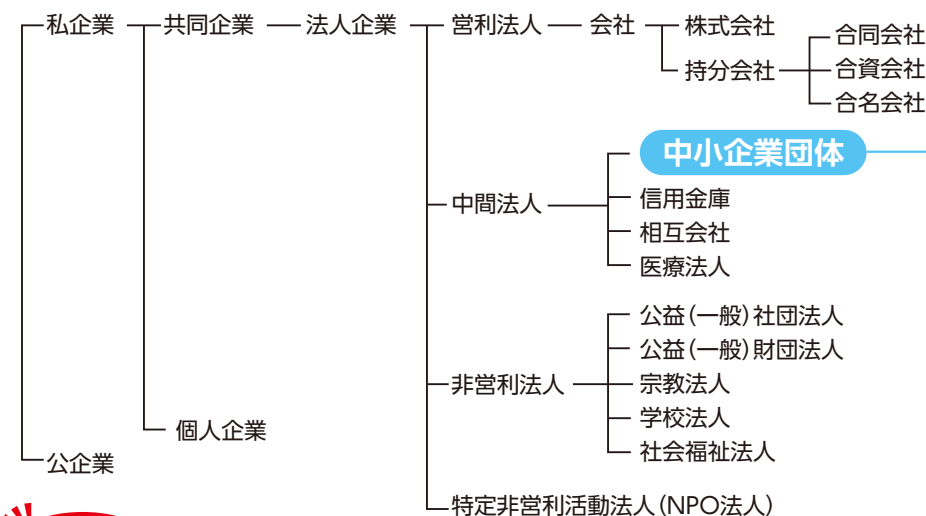 私企業 共同企業 法人企業 営利法人 会社 株式会社
合同会社
持分会社 合資会社
合名会社
中小企業団体
中間法人 信用金庫
相互会社
医療法人
公益(一般)社団法人
公益(一般)財団法人
非営利法人 宗教法人
学校法人
個人企業
社会福祉法人
公企業
特定非営利活動法人(NPO法人)